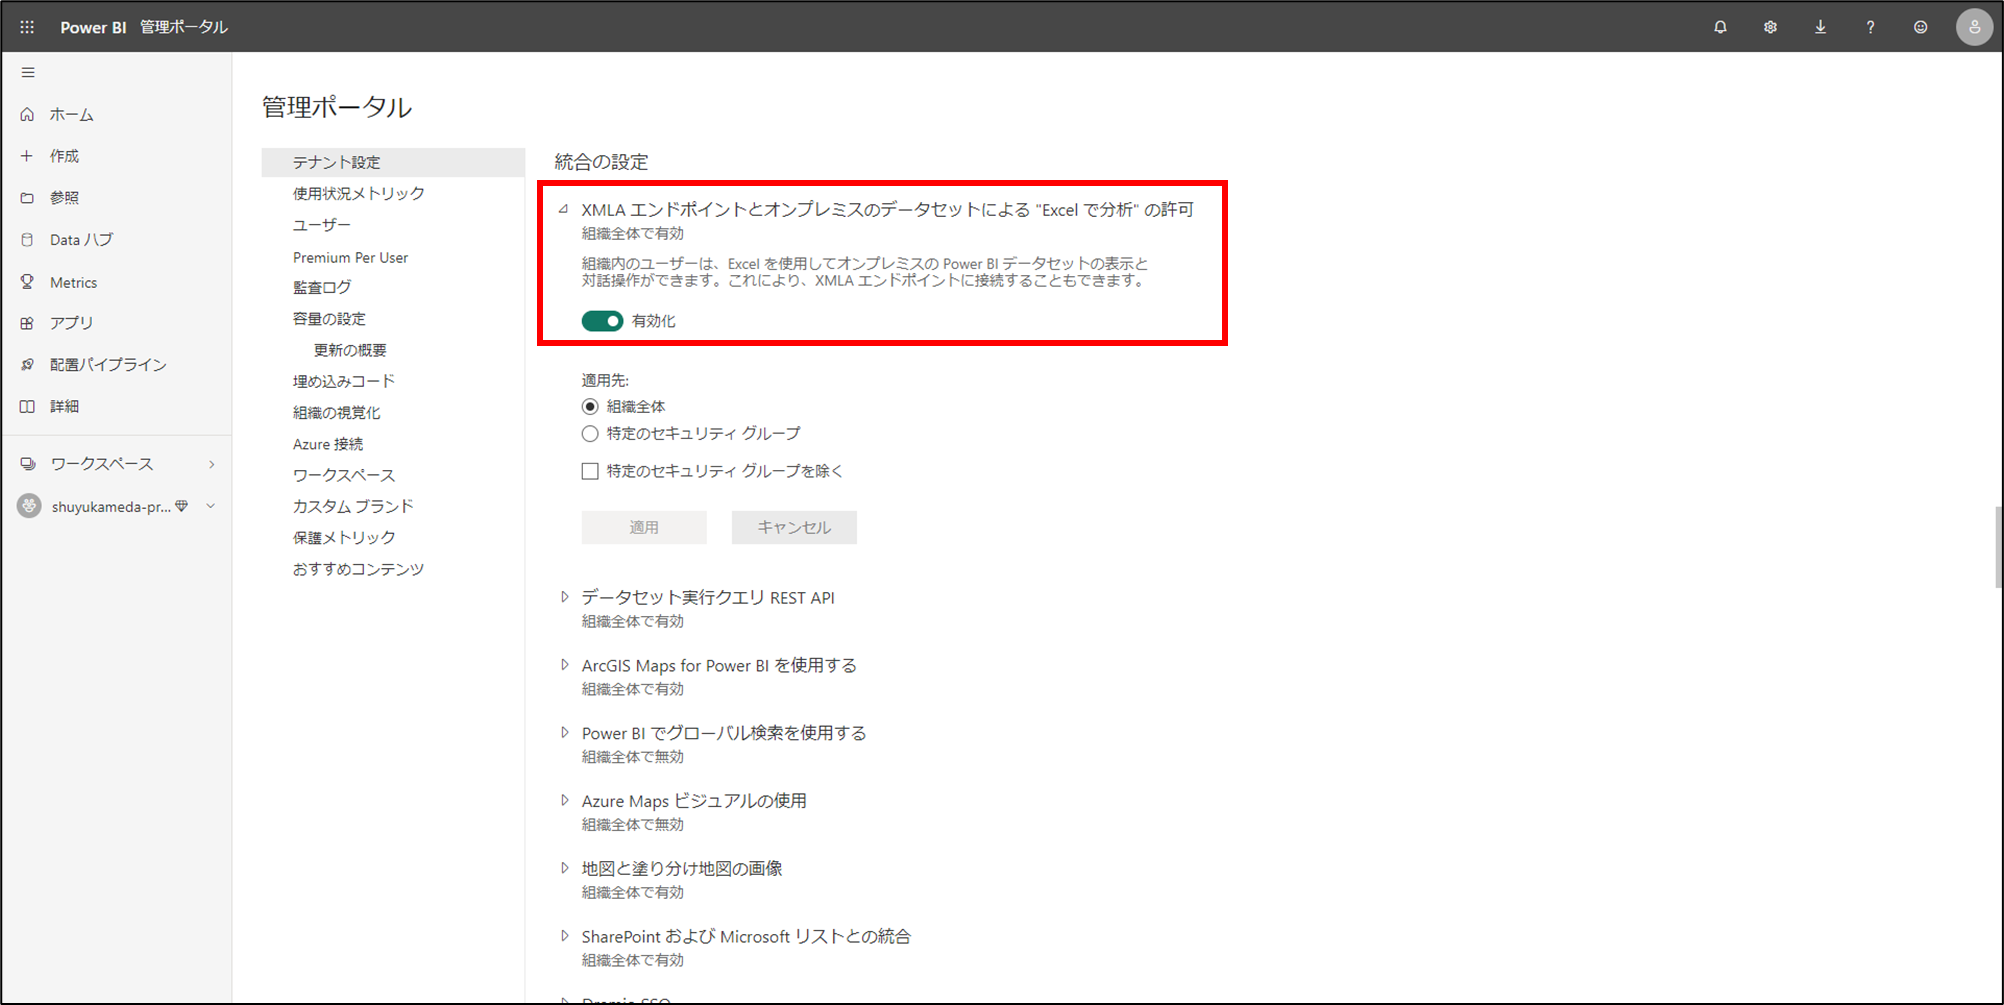 Power BI 管理ポータル
ホーム
作成
参照
Data ハブ
Metrics
アプリ
配置パイプライン
詳細
ワークスペース
shuyukameda-pr...
管理ポータル
テナント設定
使用状況メトリック
ユーザー
Premium Per User
監査ログ
容量の設定
更新の概要
埋め込みコード
組織の視覚化
Azure 接続
ワークスペース
カスタム ブランド
保護メトリック
おすすめコンテンツ
統合の設定
XMLA エンドポイントとオンプレミスのデータセットによる "Excel で分析" の許可
組織全体で有効
組織内のユーザーは、Excel を使用してオンプレミスの Power BI データセットの表示と
対話操作ができます。これにより、XMLA エンドポイントに接続することもできます。
有効化
適用先:
組織全体
特定のセキュリティ グループ
特定のセキュリティ グループを除く
適用 キャンセル
データセット実行クエリ REST API
組織全体で有効
ArcGIS Maps for Power BI を使用する
組織全体で有効
Power BI でグローバル検索を使用する
組織全体で無効
Azure Maps ビジュアルの使用
組織全体で無効
地図と塗り分け地図の画像
組織全体で有効
SharePoint および Microsoft リストとの統合
組織全体で有効
Dremio SSO